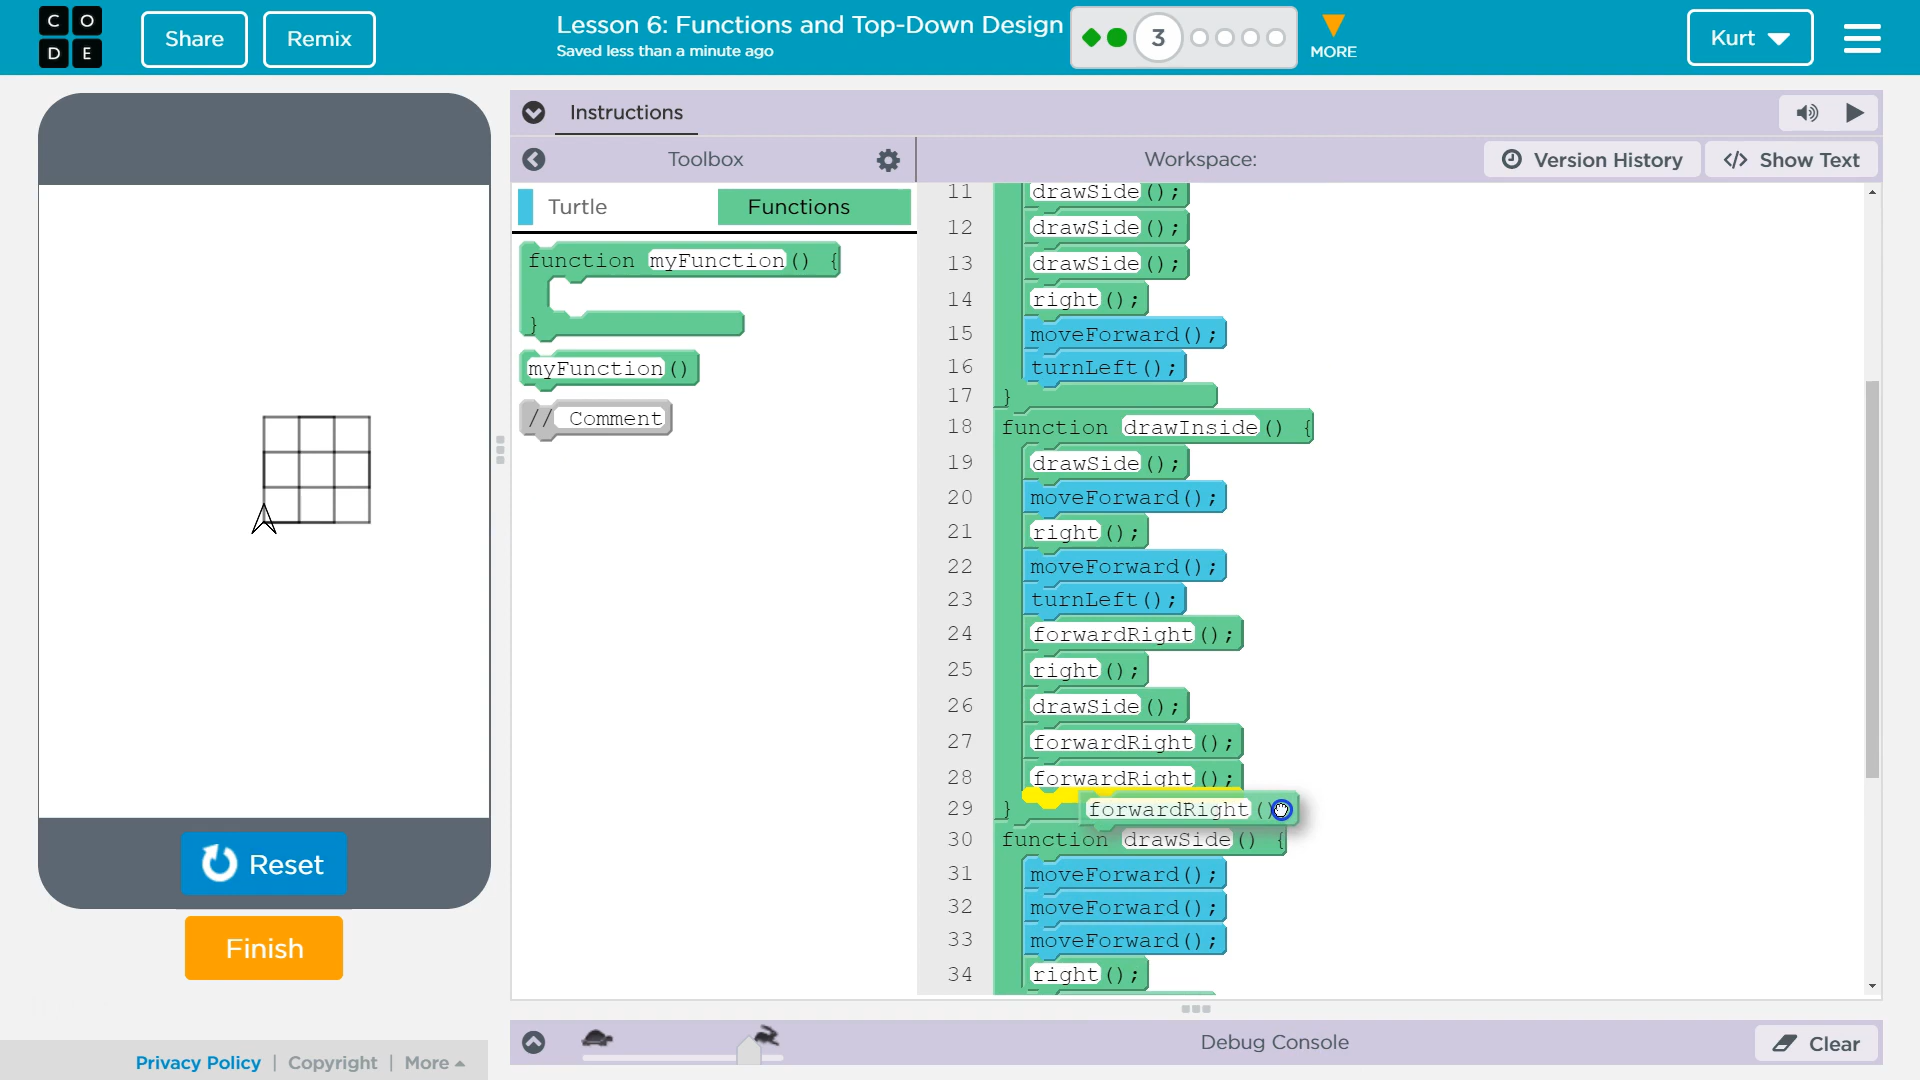 C O
D E
Share
Remix
Lesson 6: Functions and Top-Down Design
Saved less than a minute ago
3
MORE
Kurt
Instructions
Toolbox
Workspace:
Version History
</> Show Text
Turtle
Functions
function myFunction() {
}
myFunction()
// Comment
11 drawSide();
12 drawSide();
13 drawSide();
14 right();
15 moveForward();
16 turnLeft();
17 }
18 function drawInside() {
19 drawSide();
20 moveForward();
21 right();
22 moveForward();
23 turnLeft();
24 forwardRight();
25 right();
26 drawSide();
27 forwardRight();
28 forwardRight();
29 }
forwardRight(
30 function drawSide() {
31 moveForward();
32 moveForward();
33 moveForward();
34 right();
Reset
Finish
Debug Console
Clear
Privacy Policy | Copyright | More